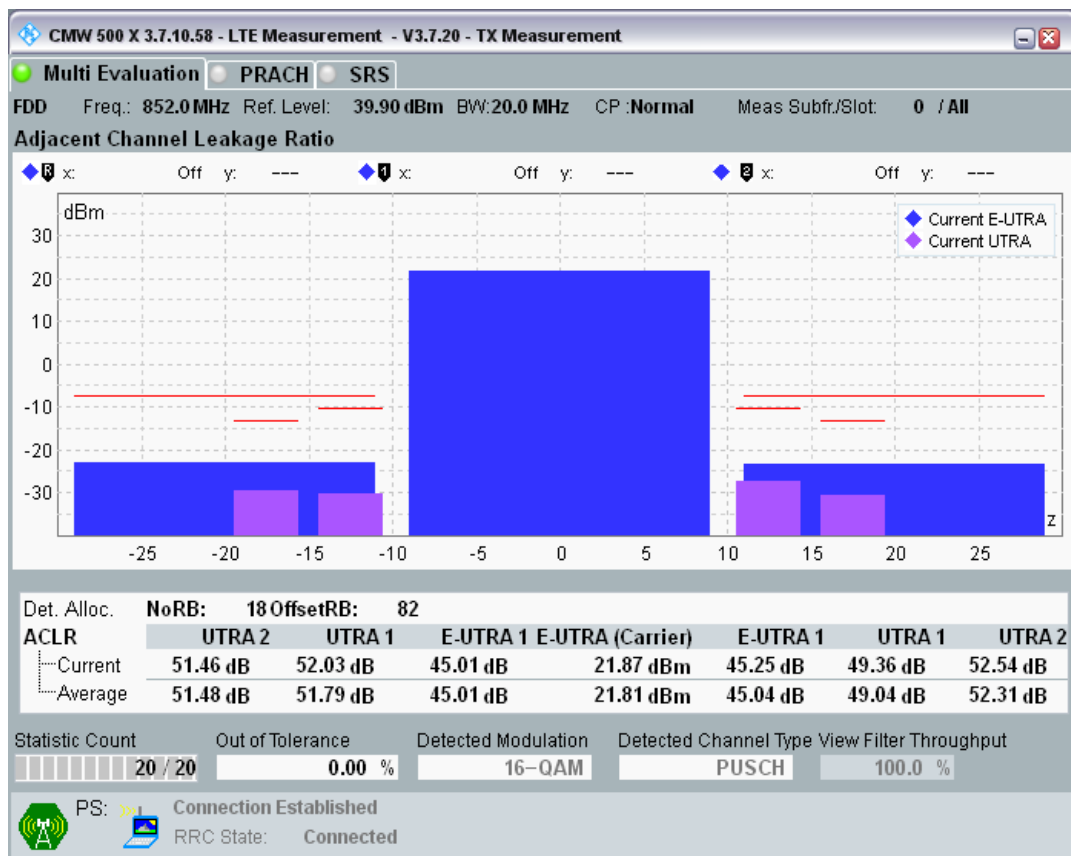 CMW 500 X 3.7.10.58 - LTE Measurement - V3.7.20 - TX Measurement
Multi Evaluation PRACH SRS
FDD Freq.: 852.0 MHz Ref. Level: 39.90 dBm BW:20.0 MHz CP :Normal Meas Subfr./Slot: 0 / All
Adjacent Channel Leakage Ratio
R x: Off y: --- 1 x: Off y: --- 2 x: Off y: ---
dBm
Current E-UTRA
Current UTRA
30
20
10
0
-10
-20
-30
z
-25 -20 -15 -10 -5 0 5 10 15 20 25
Det. Alloc. NoRB: 18 OffsetRB: 82
ACLR UTRA 2 UTRA 1 E-UTRA 1 E-UTRA (Carrier) E-UTRA 1 UTRA 1 UTRA 2
Current 51.46 dB 52.03 dB 45.01 dB 21.87 dBm 45.25 dB 49.36 dB 52.54 dB
Average 51.48 dB 51.79 dB 45.01 dB 21.81 dBm 45.04 dB 49.04 dB 52.31 dB
Statistic Count Out of Tolerance Detected Modulation Detected Channel Type View Filter Throughput
20 / 20 0.00 % 16-QAM PUSCH 100.0 %
PS: Connection Established
RRC State: Connected